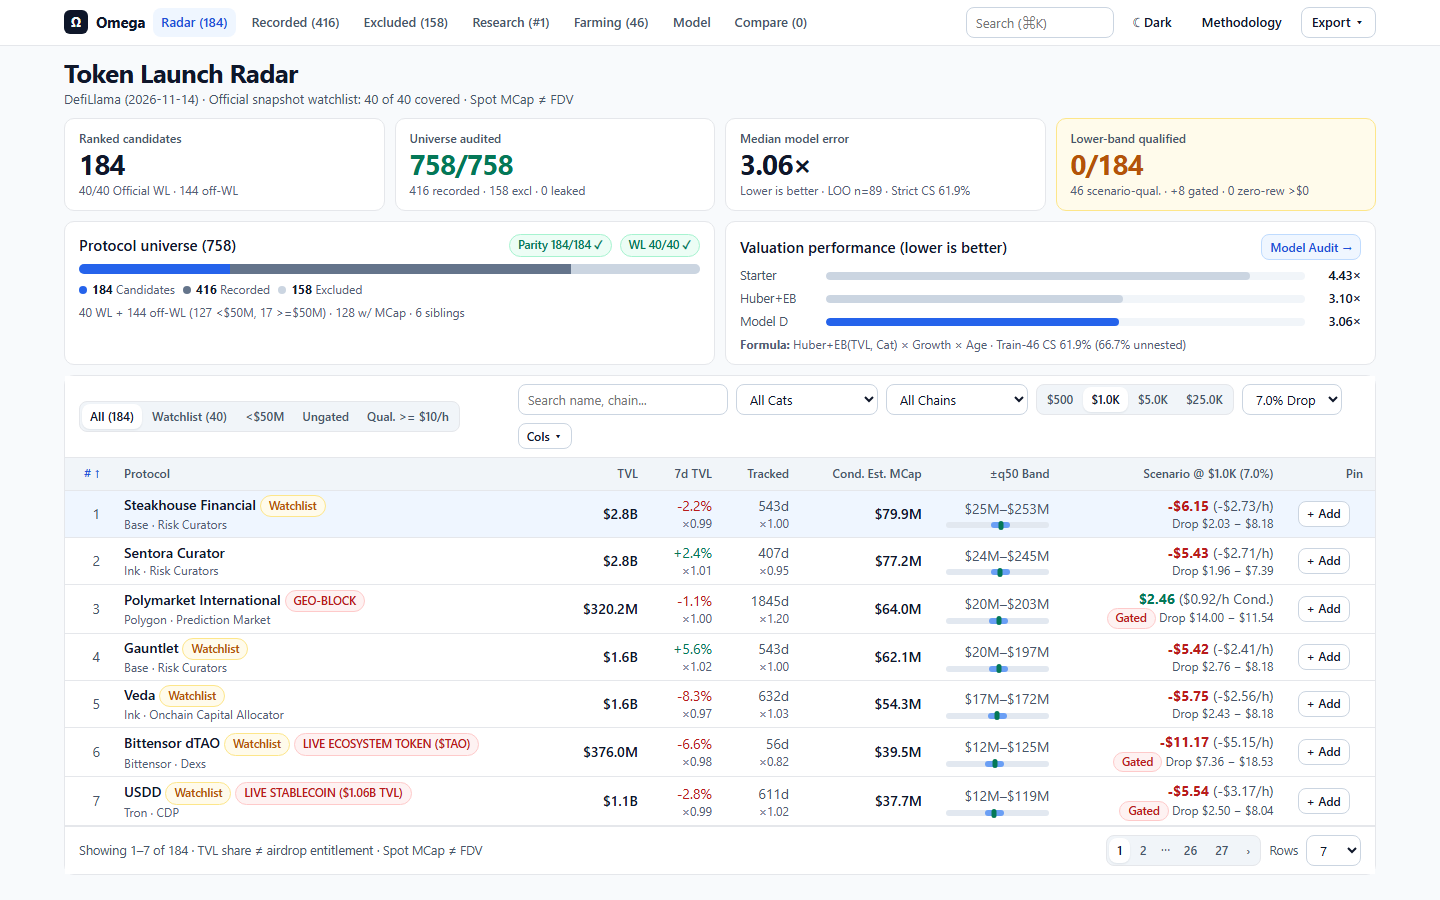 Ω Omega Radar (184) Recorded (416) Excluded (158) Research (#1) Farming (46) Model Compare (0) Search (⌘K) ☾ Dark Methodology Export ▾
Token Launch Radar
DefiLlama (2026-11-14) · Official snapshot watchlist: 40 of 40 covered · Spot MCap ≠ FDV
Ranked candidates
184
40/40 Official WL · 144 off-WL
Universe audited
758/758
416 recorded · 158 excl · 0 leaked
Median model error
3.06×
Lower is better · LOO n=89 · Strict CS 61.9%
Lower-band qualified
0/184
46 scenario-qual. · +8 gated · 0 zero-rew >$0
Protocol universe (758) Parity 184/184 ✓ WL 40/40 ✓
184 Candidates 416 Recorded 158 Excluded
40 WL + 144 off-WL (127 <$50M, 17 >=$50M) · 128 w/ MCap · 6 siblings
Valuation performance (lower is better) Model Audit →
Starter 4.43×
Huber+EB 3.10×
Model D 3.06×
Formula: Huber+EB(TVL, Cat) × Growth × Age · Train-46 CS 61.9% (66.7% unnested)
All (184) Watchlist (40) <$50M Ungated Qual. >= $10/h
Search name, chain... All Cats All Chains $500 $1.0K $5.0K $25.0K 7.0% Drop
Cols ▾
# ↑ Protocol TVL 7d TVL Tracked Cond. Est. MCap ±q50 Band Scenario @ $1.0K (7.0%) Pin
1 Steakhouse Financial Watchlist $2.8B -2.2% 543d $79.9M $25M–$253M -$6.15 (-$2.73/h) + Add
Base · Risk Curators ×0.99 ×1.00 Drop $2.03 – $8.18
2 Sentora Curator $2.8B +2.4% 407d $77.2M $24M–$245M -$5.43 (-$2.71/h) + Add
Ink · Risk Curators ×1.01 ×0.95 Drop $1.96 – $7.39
3 Polymarket International GEO-BLOCK $320.2M -1.1% 1845d $64.0M $20M–$203M $2.46 ($0.92/h Cond.) + Add
Polygon · Prediction Market ×1.00 ×1.20 Gated Drop $14.00 – $11.54
4 Gauntlet Watchlist $1.6B +5.6% 543d $62.1M $20M–$197M -$5.42 (-$2.41/h) + Add
Base · Risk Curators ×1.02 ×1.00 Drop $2.76 – $8.18
5 Veda Watchlist $1.6B -8.3% 632d $54.3M $17M–$172M -$5.75 (-$2.56/h) + Add
Ink · Onchain Capital Allocator ×0.97 ×1.03 Drop $2.43 – $8.18
6 Bittensor dTAO Watchlist LIVE ECOSYSTEM TOKEN ($TAO) $376.0M -6.6% 56d $39.5M $12M–$125M -$11.17 (-$5.15/h) + Add
Bittensor · Dexs ×0.98 ×0.82 Gated Drop $7.36 – $18.53
7 USDD Watchlist LIVE STABLECOIN ($1.06B TVL) $1.1B -2.8% 611d $37.7M $12M–$119M -$5.54 (-$3.17/h) + Add
Tron · CDP ×0.99 ×1.02 Gated Drop $2.50 – $8.04
Showing 1–7 of 184 · TVL share ≠ airdrop entitlement · Spot MCap ≠ FDV 1 2 ··· 26 27 › Rows 7